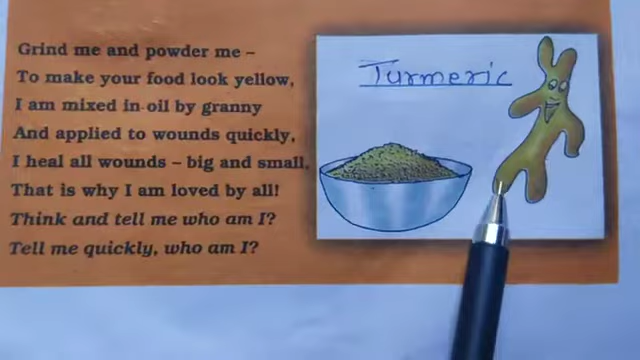 Grind me and powder me –
To make your food look yellow,
I am mixed in oil by granny
And applied to wounds quickly,
I heal all wounds – big and small,
That is why I am loved by all!
Think and tell me who am I?
Tell me quickly, who am I?
Turmeric